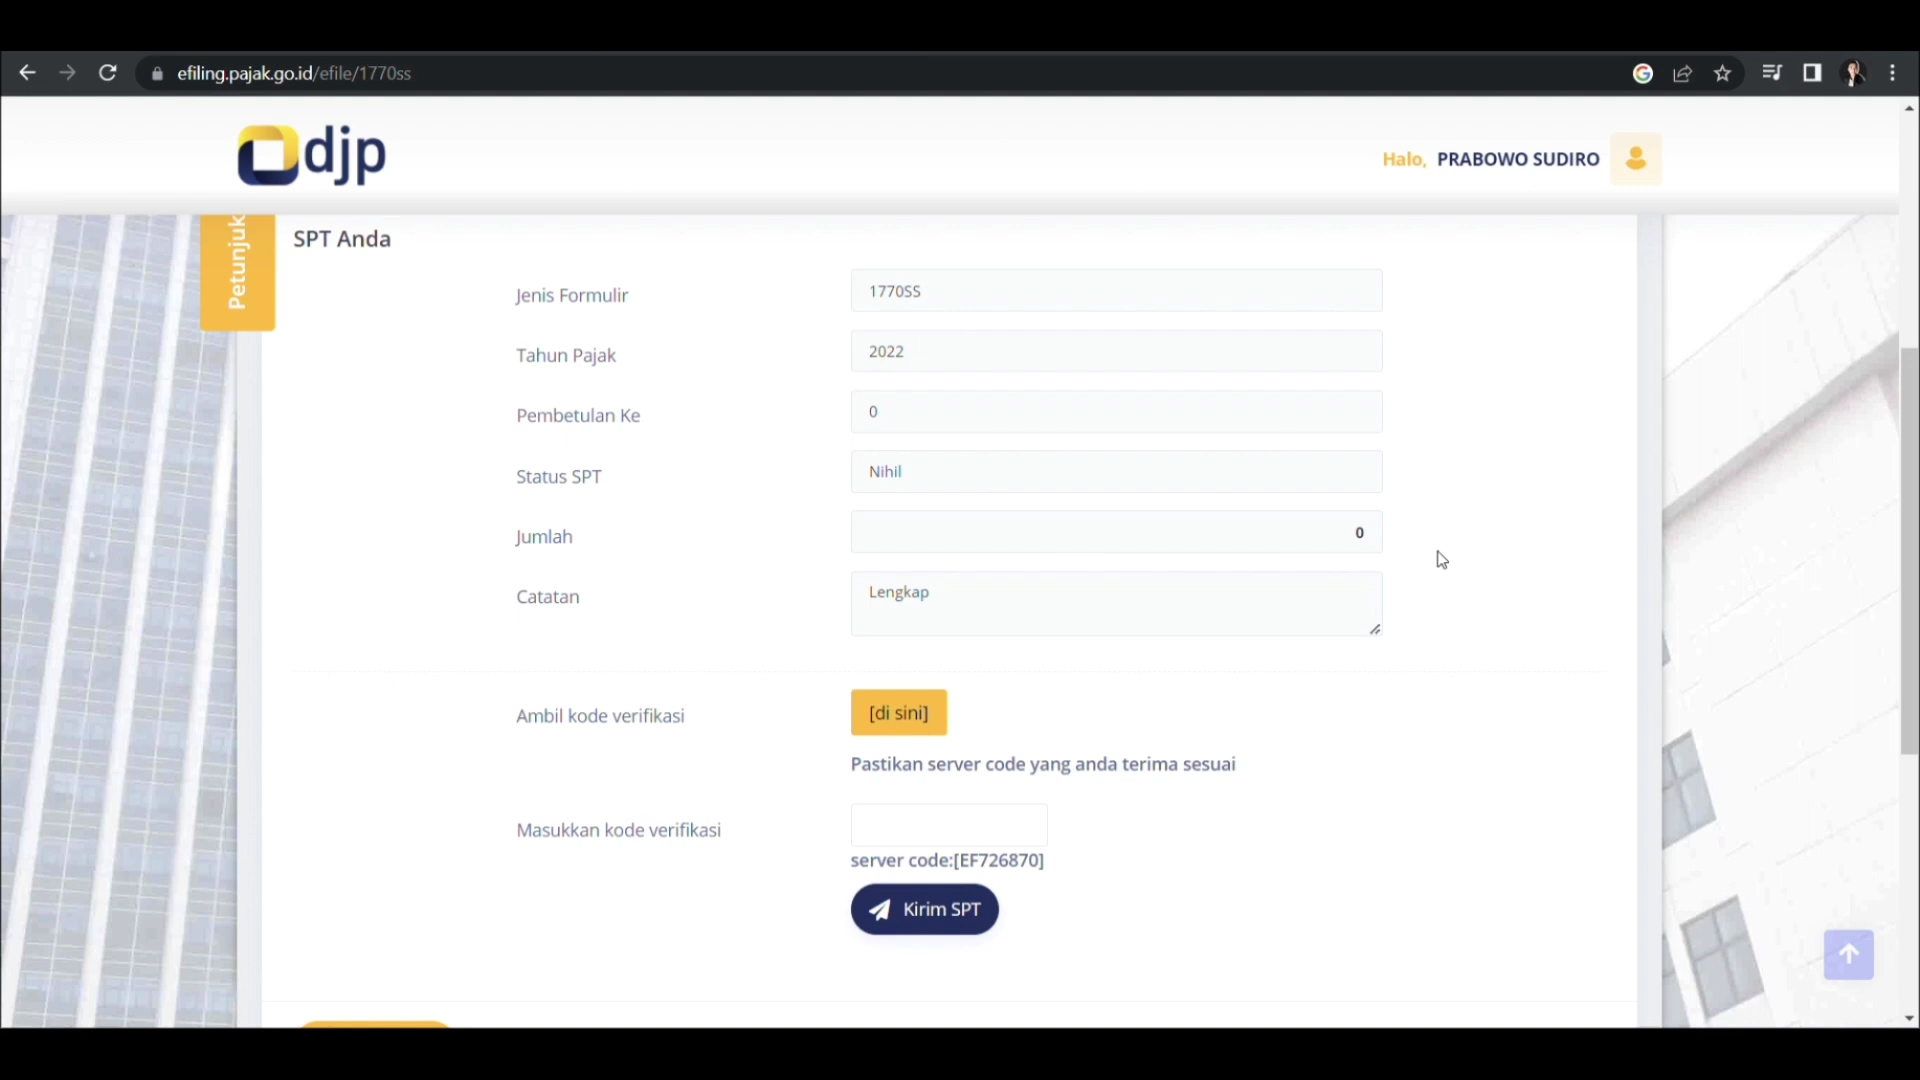 efiling.pajak.go.id/efile/1770ss
djp
Halo, PRABOWO SUDIRO
Petunjuk
SPT Anda
Jenis Formulir
1770SS
Tahun Pajak
2022
Pembetulan Ke
0
Status SPT
Nihil
Jumlah
0
Catatan
Lengkap
Ambil kode verifikasi
[di sini]
Pastikan server code yang anda terima sesuai
Masukkan kode verifikasi
server code:[EF726870]
Kirim SPT